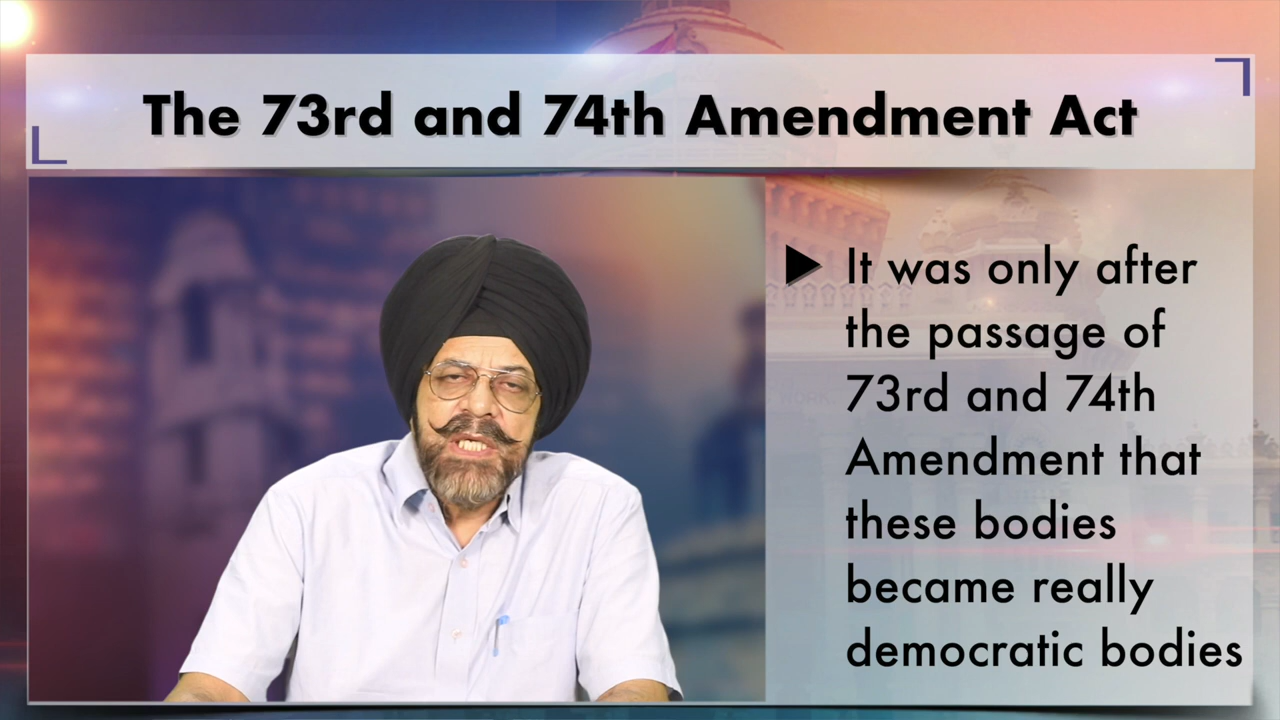 The 73rd and 74th Amendment Act
It was only after
the passage of
73rd and 74th
Amendment that
these bodies
became really
democratic bodies